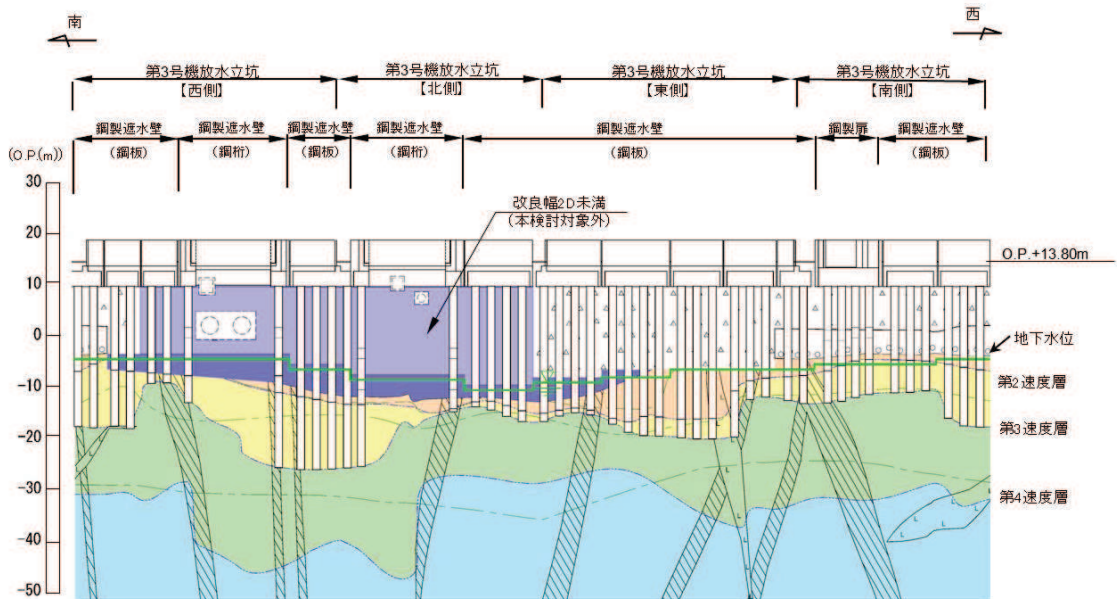 南
西
第3号機放水立坑
【西側】
第3号機放水立坑
【北側】
第3号機放水立坑
【東側】
第3号機放水立坑
【南側】
鋼製遮水壁
(鋼板)
鋼製遮水壁
(鋼桁)
鋼製遮水壁
(鋼板)
鋼製遮水壁
(鋼桁)
鋼製遮水壁
(鋼板)
鋼製扉
鋼製遮水壁
(鋼板)
(O.P.(m))
30
20
10
0
-10
-20
-30
-40
-50
改良幅2D未満
(本検討対象外)
O.P.+13.80m
地下水位
第2速度層
第3速度層
第4速度層